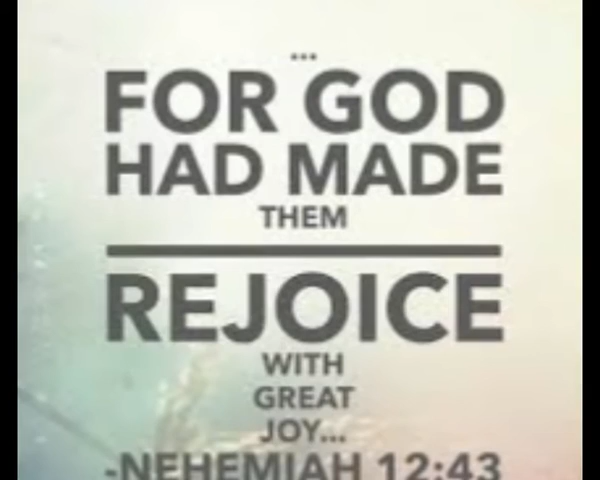 ...
FOR GOD
HAD MADE
THEM
REJOICE
WITH
GREAT
JOY...
-NEHEMIAH 12:43